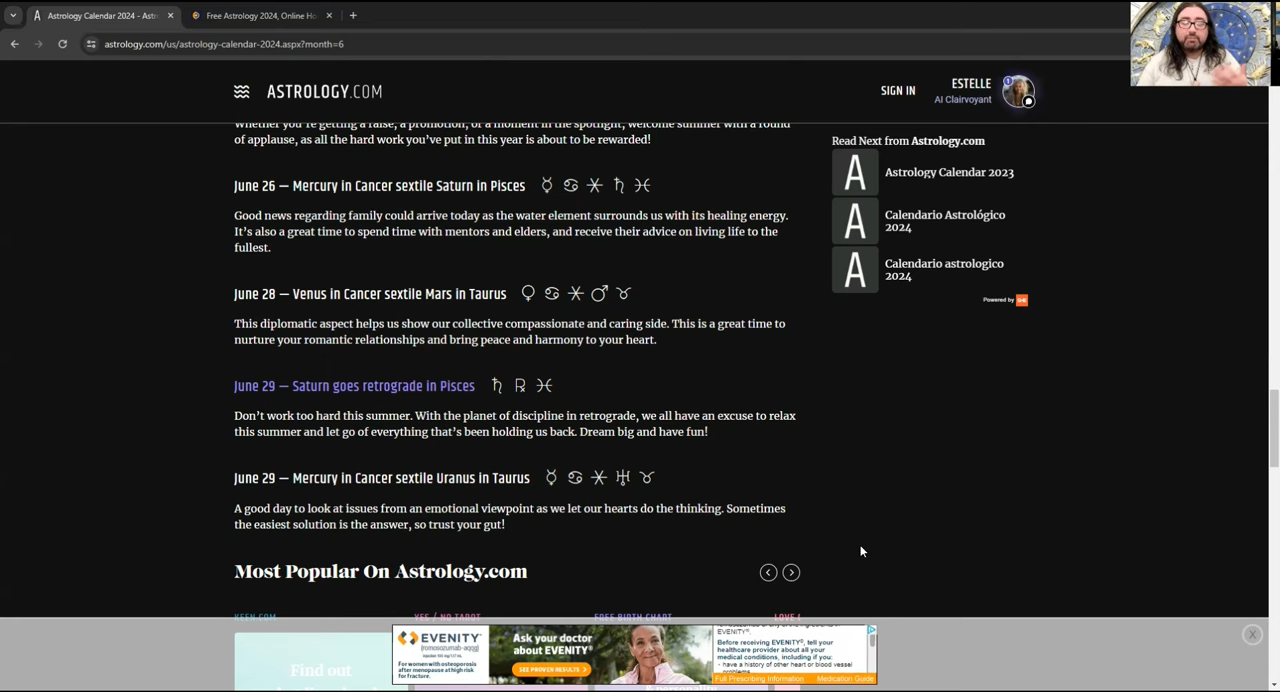 Astrology Calendar 2024 - Astr
Free Astrology 2024, Online Ho
astrology.com/us/astrology-calendar-2024.aspx?month=6
ASTROLOGY.COM
SIGN IN
ESTELLE
AI Clairvoyant
1
Whether you're getting a raise, a promotion, or a moment in the spotlight, welcome summer with a round
of applause, as all the hard work you've put in this year is about to be rewarded!
June 26 — Mercury in Cancer sextile Saturn in Pisces ☿ ♋ ⚹ ♄ ♓
Good news regarding family could arrive today as the water element surrounds us with its healing energy.
It's also a great time to spend time with mentors and elders, and receive their advice on living life to the
fullest.
June 28 — Venus in Cancer sextile Mars in Taurus ♀ ♋ ⚹ ♂ ♉
This diplomatic aspect helps us show our collective compassionate and caring side. This is a great time to
nurture your romantic relationships and bring peace and harmony to your heart.
June 29 — Saturn goes retrograde in Pisces ♄ ℞ ♓
Don't work too hard this summer. With the planet of discipline in retrograde, we all have an excuse to relax
this summer and let go of everything that's been holding us back. Dream big and have fun!
June 29 — Mercury in Cancer sextile Uranus in Taurus ☿ ♋ ⚹ ♅ ♉
A good day to look at issues from an emotional viewpoint as we let our hearts do the thinking. Sometimes
the easiest solution is the answer, so trust your gut!
Read Next from Astrology.com
A
Astrology Calendar 2023
A
Calendario Astrológico
2024
A
Calendario astrologico
2024
Powered by
Most Popular On Astrology.com
KEEN.COM
YES / NO TAROT
FREE BIRTH CHART
LOVE
Find out
EVENITY
(romosozumab-aqqg)
For women with osteoporosis
after menopause at high risk
for fracture.
Ask your doctor
about EVENITY®
SEE PROVEN RESULTS
EVENITY®.
Before receiving EVENITY®, tell your
healthcare provider about all your
medical conditions, including if you:
- have a history of other heart or blood vessel
problems
Full Prescribing Information
Medication Guide
X